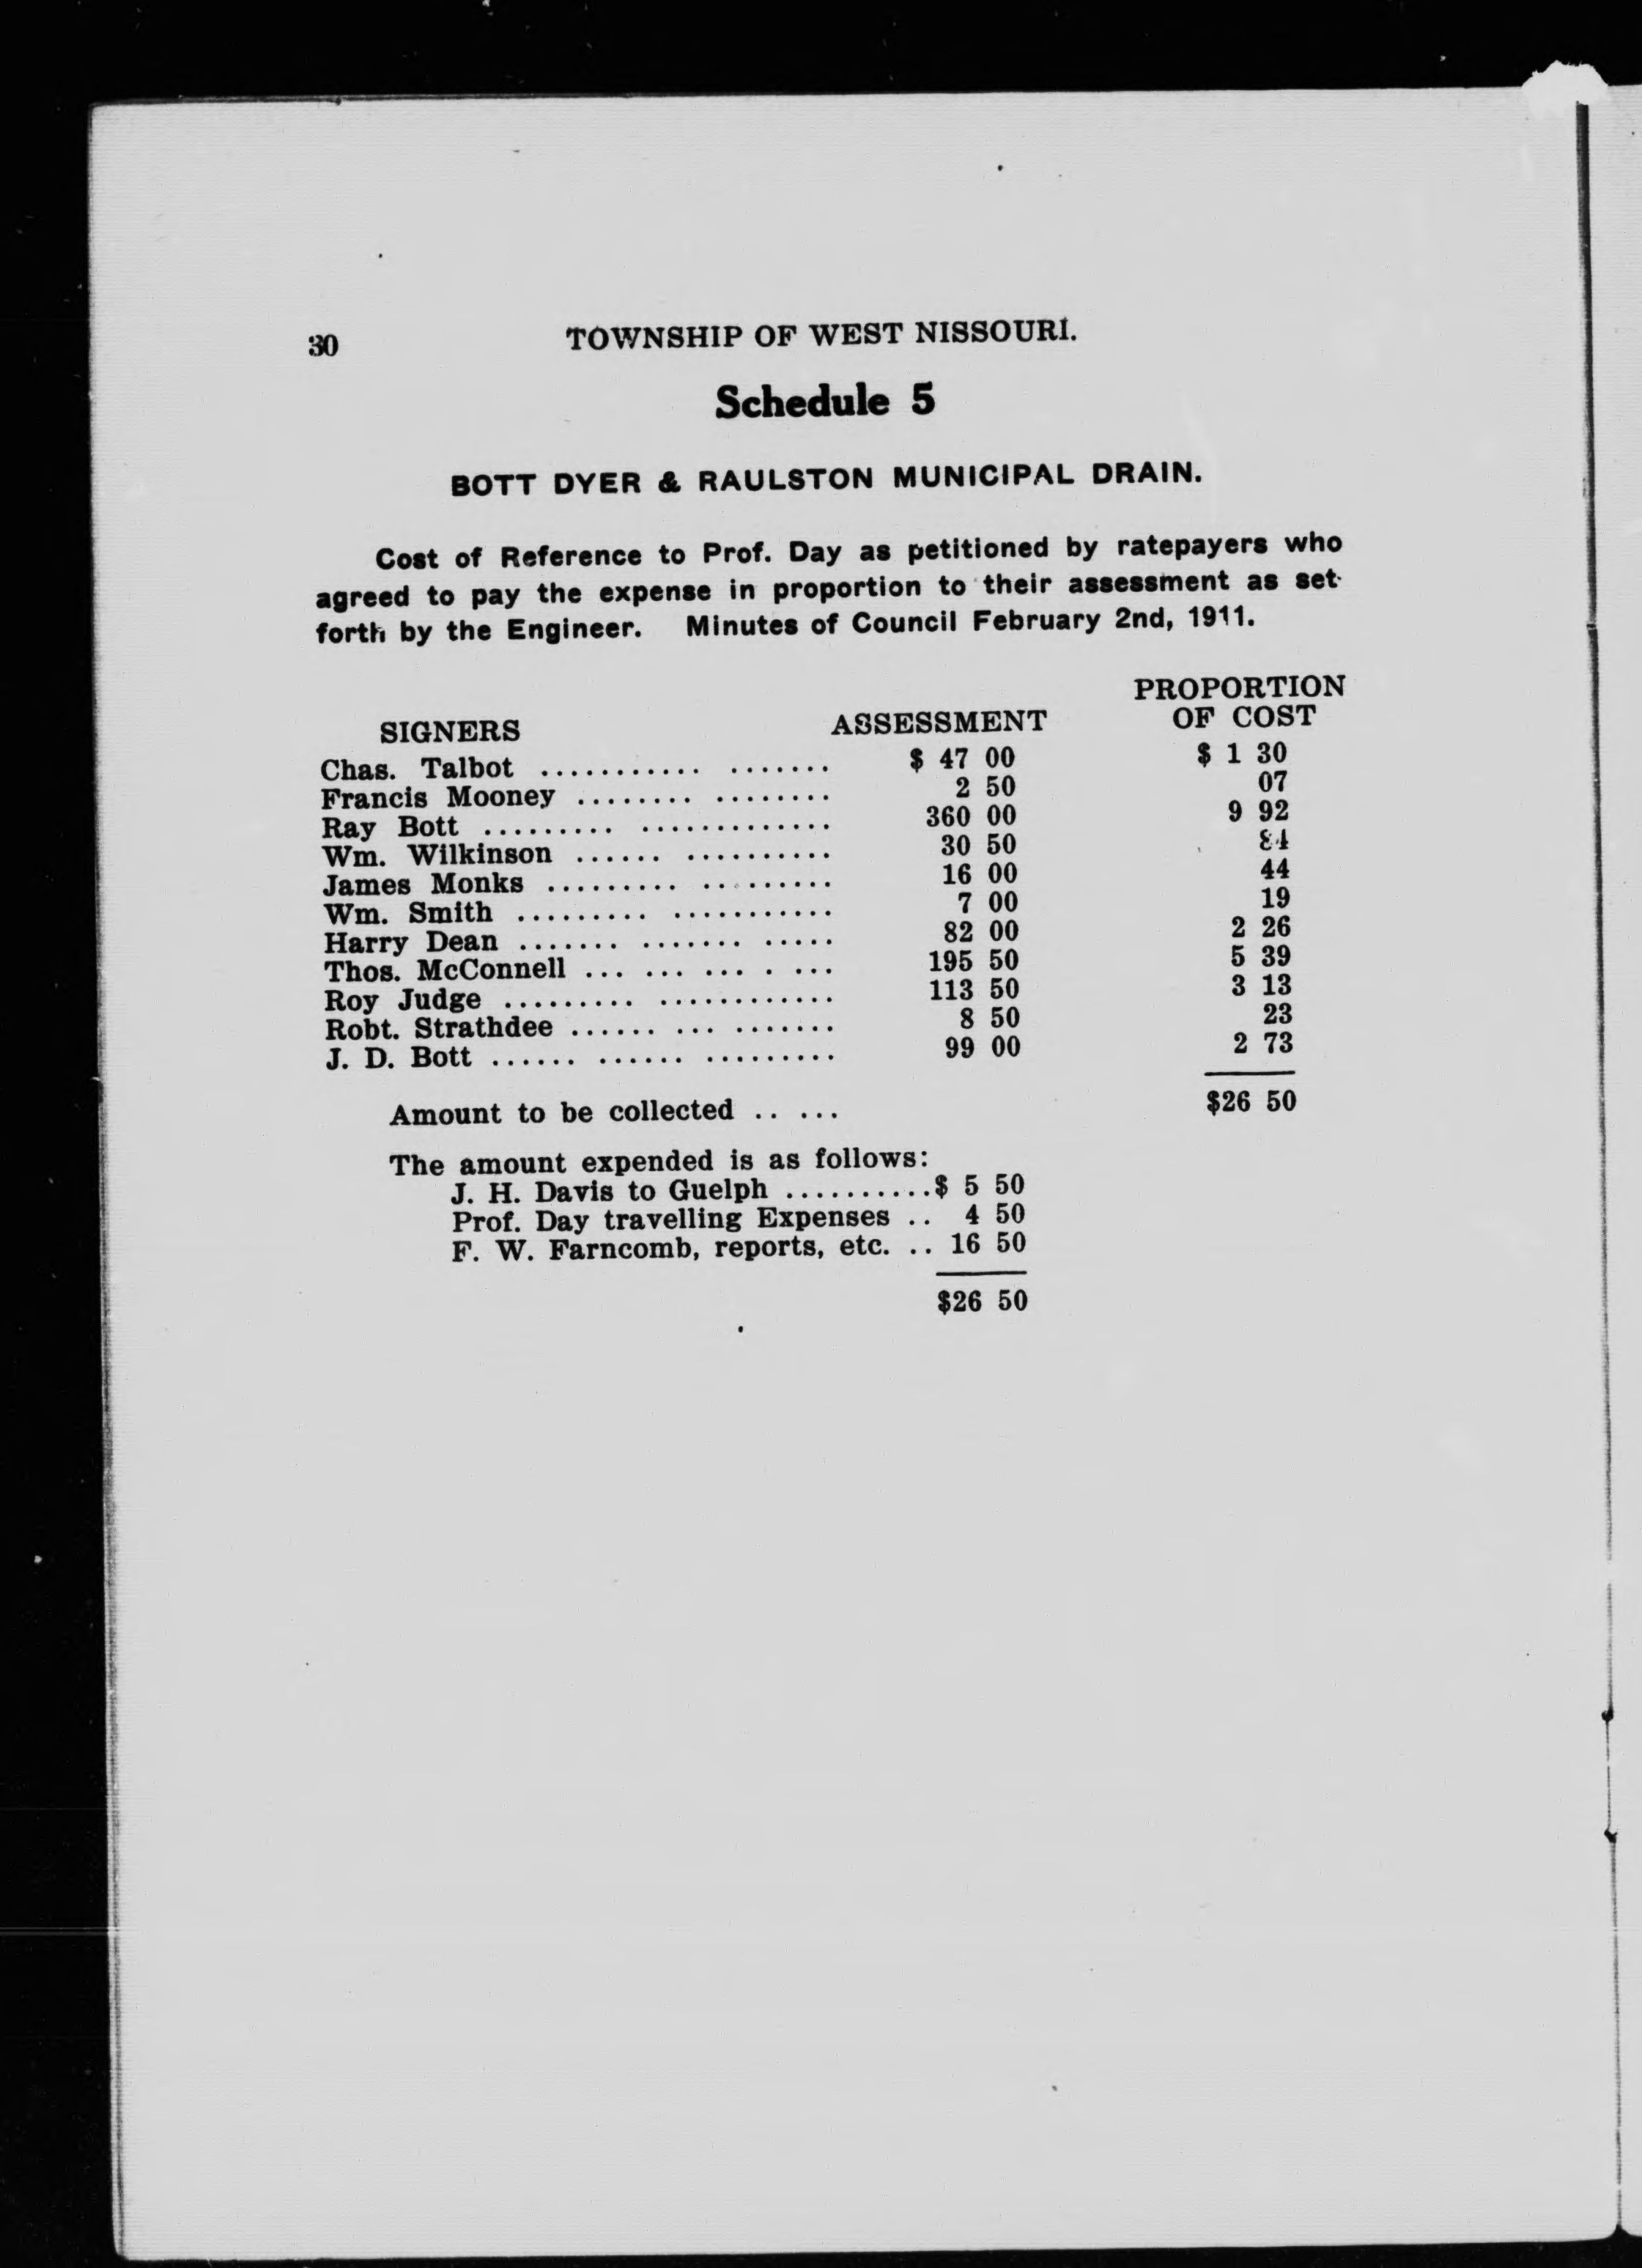 30 TOWNSHIP OF WEST NISSOURI.
Schedule 5
BOTT DYER & RAULSTON MUNICIPAL DRAIN.
Cost of Reference to Prof. Day as petitioned by ratepayers who
agreed to pay the expense in proportion to their assessment as set
forth by the Engineer. Minutes of Council February 2nd, 1911.
SIGNERS ASSESSMENT PROPORTION
OF COST
Chas. Talbot ........... ....... $ 47 00 $ 1 30
Francis Mooney ........ ........ 2 50 07
Ray Bott ......... ............. 360 00 9 92
Wm. Wilkinson ...... .......... 30 50 84
James Monks ......... ......... 16 00 44
Wm. Smith ......... ........... 7 00 19
Harry Dean ....... ....... ..... 82 00 2 26
Thos. McConnell ... ... ... . ... 195 50 5 39
Roy Judge ......... ............ 113 50 3 13
Robt. Strathdee ...... ... ....... 8 50 23
J. D. Bott ...... ...... ......... 99 00 2 73
Amount to be collected .. ... $26 50
The amount expended is as follows:
J. H. Davis to Guelph ..........$ 5 50
Prof. Day travelling Expenses .. 4 50
F. W. Farncomb, reports, etc. .. 16 50
$26 50